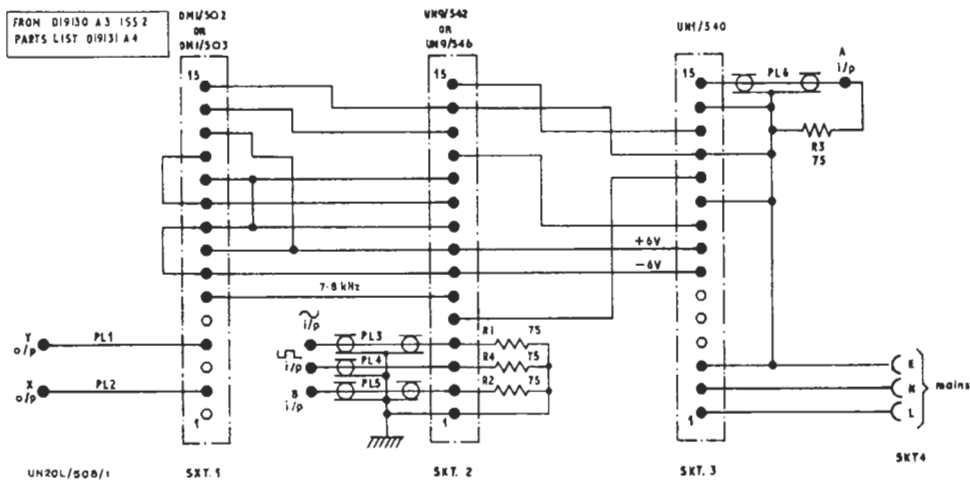 FROM D19130 A3 ISS 2
PARTS LIST D19131 A4
DM1/502
OR
DM1/503
UN9/542
OR
UN9/546
UN1/540
15
15
15
A
i/p
PL6
R3
75
+6V
-6V
7·8 kHz
i/p
PL3
R1 75
i/p
PL4
R4 75
PL5
R2 75
B
i/p
Y
o/p
PL1
X
o/p
PL2
1
1
1
E
N
L
mains
UN20L/508/1
SKT. 1
SKT. 2
SKT. 3
SKT4